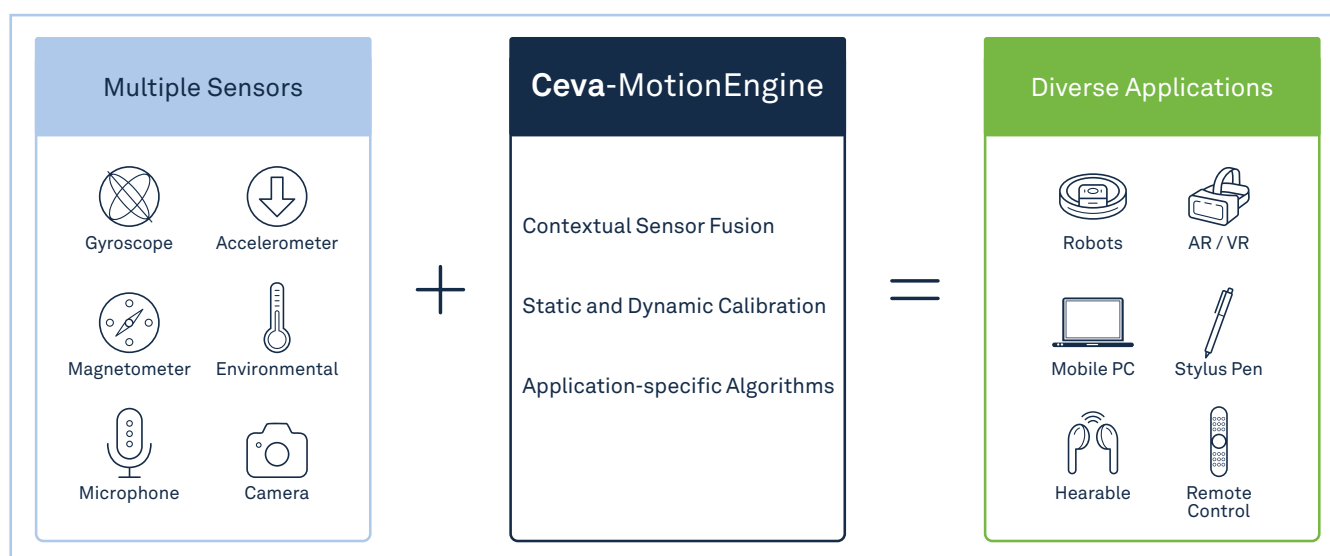 Multiple Sensors
Gyroscope
Accelerometer
Magnetometer
Environmental
Microphone
Camera
Ceva-MotionEngine
Contextual Sensor Fusion
Static and Dynamic Calibration
Application-specific Algorithms
Diverse Applications
Robots
AR / VR
Mobile PC
Stylus Pen
Hearable
Remote
Control